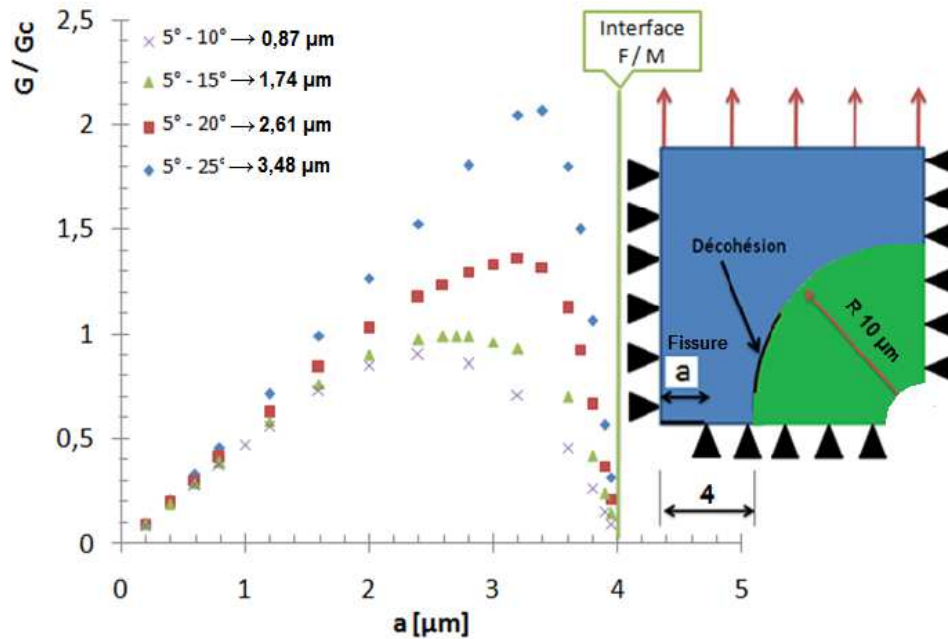 G / Gc
2,5
2
1,5
1
0,5
0
0 1 2 3 4 5
a [µm]
5° - 10° → 0,87 µm
5° - 15° → 1,74 µm
5° - 20° → 2,61 µm
5° - 25° → 3,48 µm
Interface
F / M
Décohésion
R 10 µm
Fissure
a
4